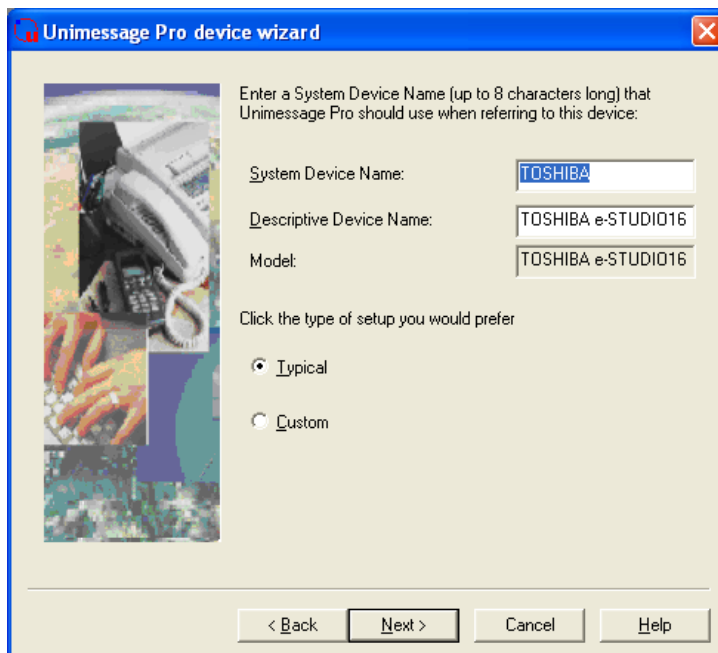 Unimessage Pro device wizard
Enter a System Device Name (up to 8 characters long) that
Unimessage Pro should use when referring to this device:
System Device Name: TOSHIBA
Descriptive Device Name: TOSHIBA e-STUDIO16
Model: TOSHIBA e-STUDIO16
Click the type of setup you would prefer
Typical
Custom
< Back Next > Cancel Help